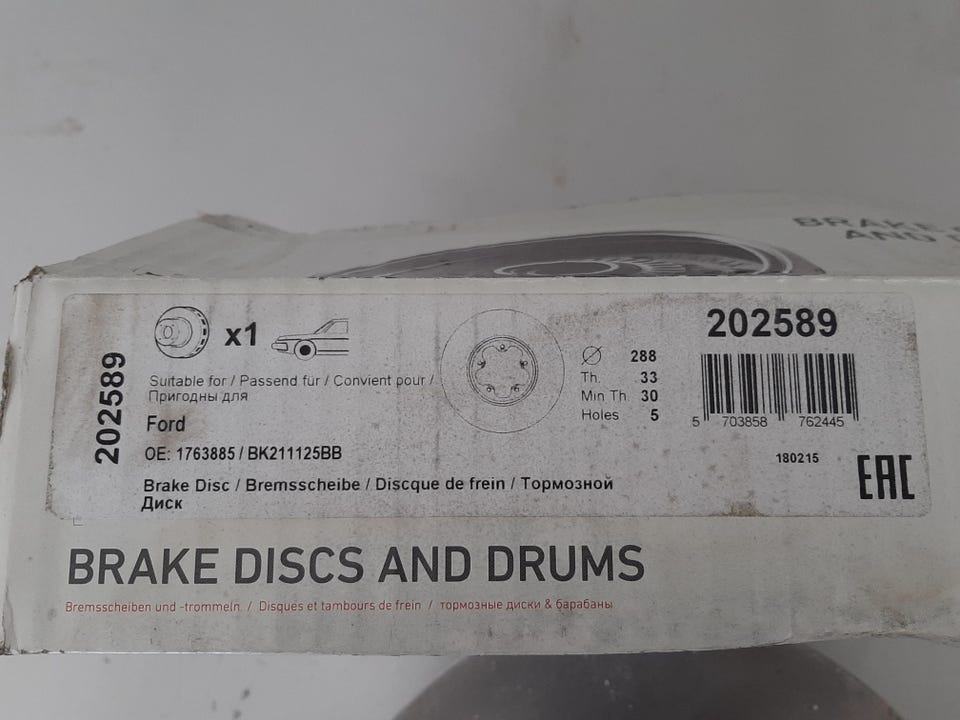 BRAKE
AND
202589
x1
Suitable for / Passend für / Convient pour /
Пригодны для
Ford
OE: 1763885 / BK211125BB
Brake Disc / Bremsscheibe / Discque de frein / Тормозной
Диск
288
Th. 33
Min Th. 30
Holes 5
202589
5 703858 762445
180215
EAC
BRAKE DISCS AND DRUMS
Bremsscheiben und -trommeln / Disques et tambours de frein / тормозные диски & барабаны